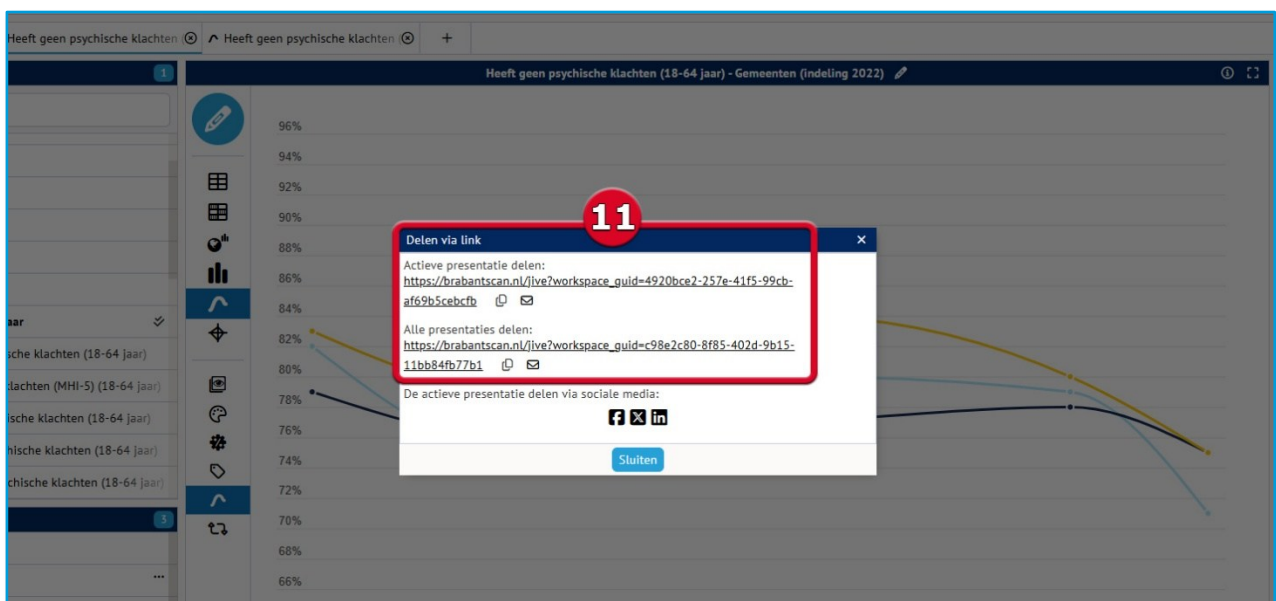 Heeft geen psychische klachten (
Heeft geen psychische klachten (
+
1
Heeft geen psychische klachten (18-64 jaar) - Gemeenten (indeling 2022)
96%
94%
92%
90%
88%
86%
84%
82%
80%
78%
76%
74%
72%
70%
68%
66%
11
Delen via link
Actieve presentatie delen:
https://brabantscan.nl/jive?workspace_guid=4920bce2-257e-41f5-99cb-
af69b5cebcfb
Alle presentaties delen:
https://brabantscan.nl/jive?workspace_guid=c98e2c80-8f85-402d-9b15-
11bb84fb77b1
De actieve presentatie delen via sociale media:
Sluiten
aar
sche klachten (18-64 jaar)
lachten (MHI-5) (18-64 jaar)
ische klachten (18-64 jaar)
hische klachten (18-64 jaar)
chische klachten (18-64 jaar)
3
...